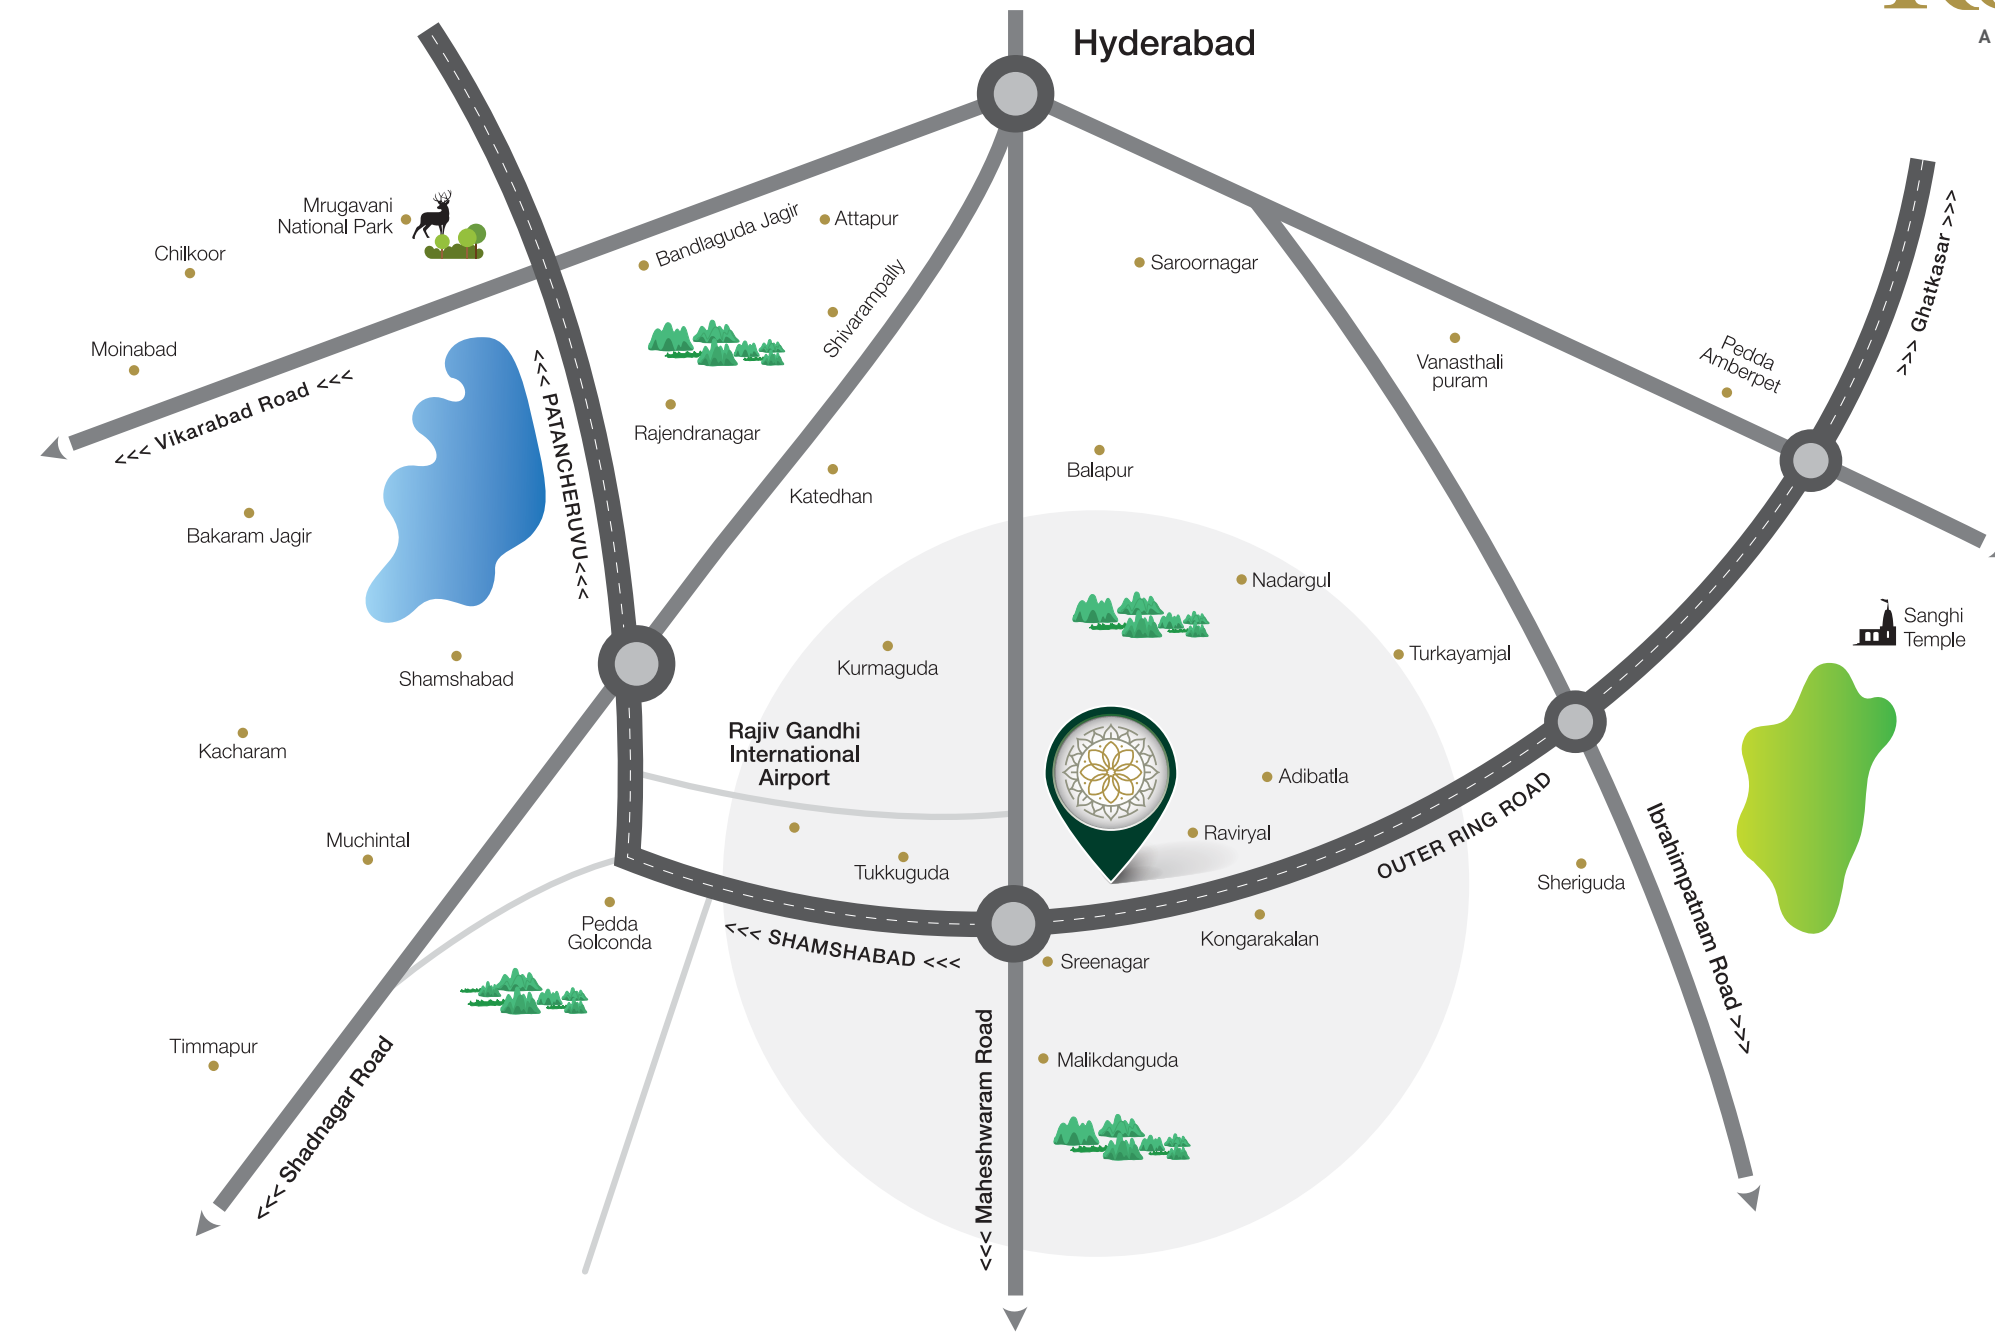 Hyderabad
A
Mrugavani
National Park
Chilkoor
Moinabad
<<< Vikarabad Road <<<
Bandlaguda Jagir
Attapur
Shivarampally
Saroornagar
>>> Ghatkasar >>>
Vanasthali
puram
Pedda
Amberpet
<<< PATANCHERUVU<<<
Rajendranagar
Katedhan
Balapur
Bakaram Jagir
Nadargul
Sanghi
Temple
Shamshabad
Kurmaguda
Turkayamjal
Kacharam
Rajiv Gandhi
International
Airport
Adibatla
Raviryal
OUTER RING ROAD
Muchintal
Tukkuguda
Sheriguda
Ibrahimpatnam Road >>>
Pedda
Golconda
<<< SHAMSHABAD <<<
Kongarakalan
Sreenagar
Timmapur
<<< Shadnagar Road
<<< Maheshwaram Road
Malikdanguda